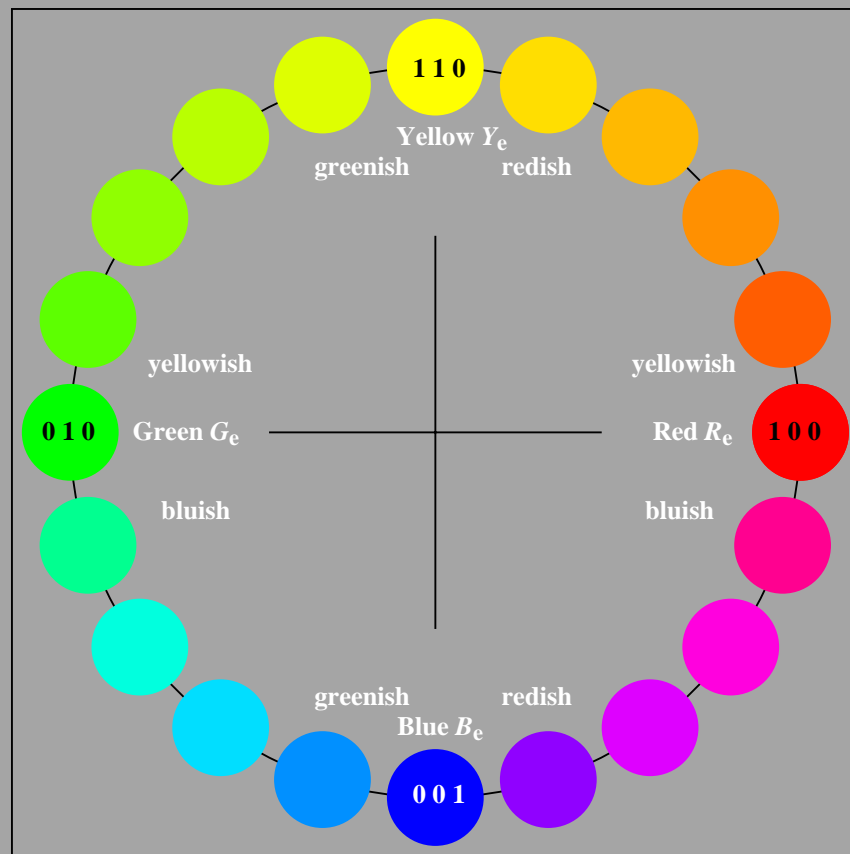 1 1 0
Yellow Ye
greenish redish
yellowish yellowish
0 1 0 Green Ge Red Re 1 0 0
bluish bluish
greenish redish
Blue Be
0 0 1